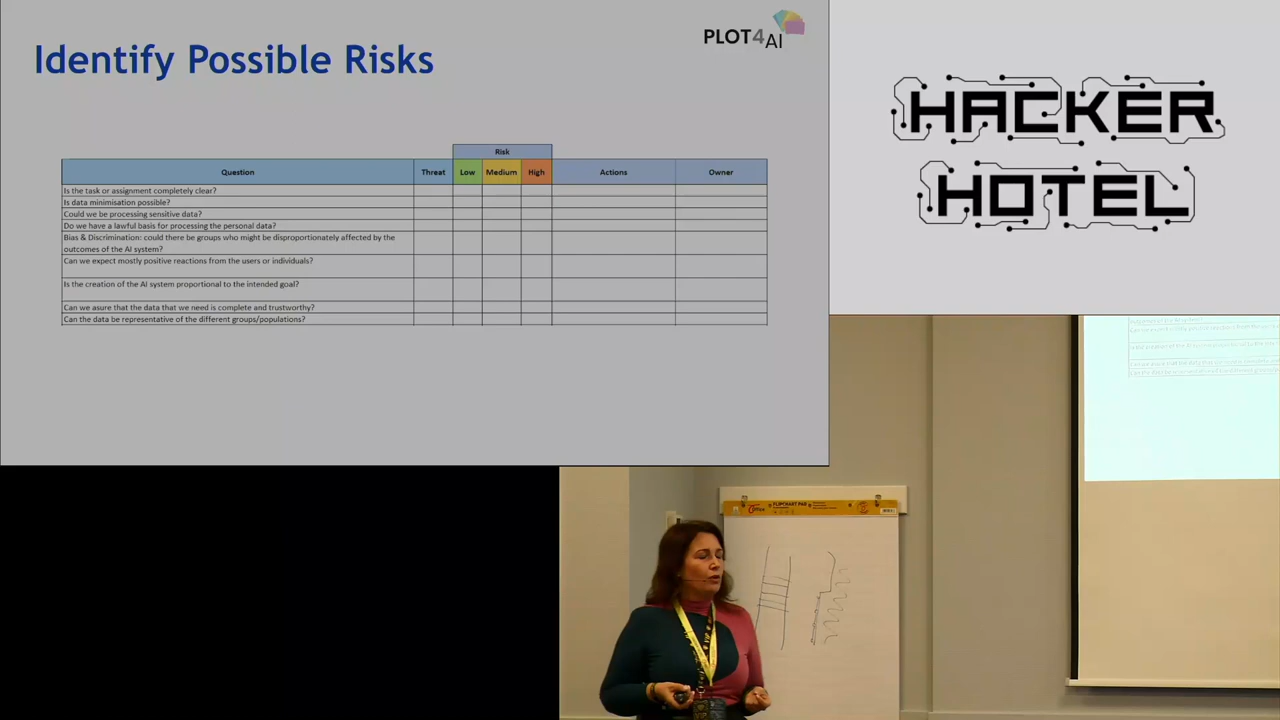 Identify Possible Risks
PLOT4AI
Risk
Question Threat Low Medium High Actions Owner
Is the task or assignment completely clear?
Is data minimisation possible?
Could we be processing sensitive data?
Do we have a lawful basis for processing the personal data?
Bias & Discrimination: could there be groups who might be disproportionately affected by the
outcomes of the AI system?
Can we expect mostly positive reactions from the users or individuals?
Is the creation of the AI system proportional to the intended goal?
Can we asure that the data that we need is complete and trustworthy?
Can the data be representative of the different groups/populations?
HACKER
HOTEL
FLIPCHART PAD